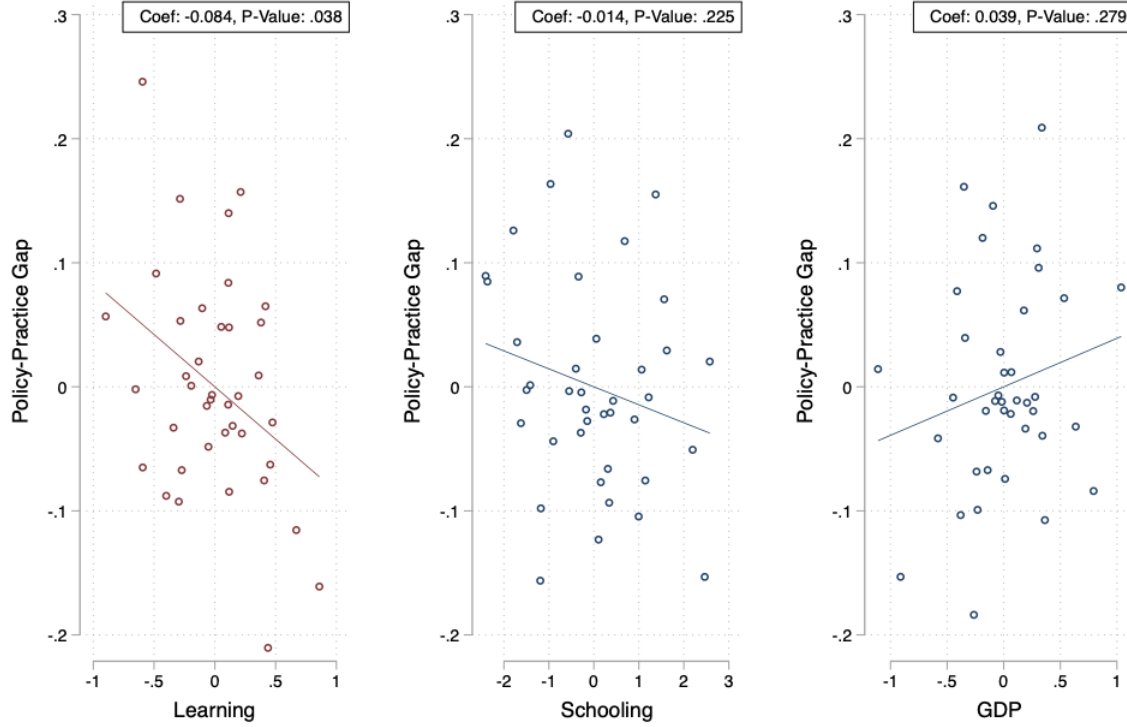 Coef: -0.084, P-Value: .038
.3
.2
.1
0
-.1
-.2
Policy-Practice Gap
-1 -.5 0 .5 1
Learning
Coef: -0.014, P-Value: .225
.3
.2
.1
0
-.1
-.2
Policy-Practice Gap
-2 -1 0 1 2 3
Schooling
Coef: 0.039, P-Value: .279
.3
.2
.1
0
-.1
-.2
Policy-Practice Gap
-1 -.5 0 .5 1
GDP